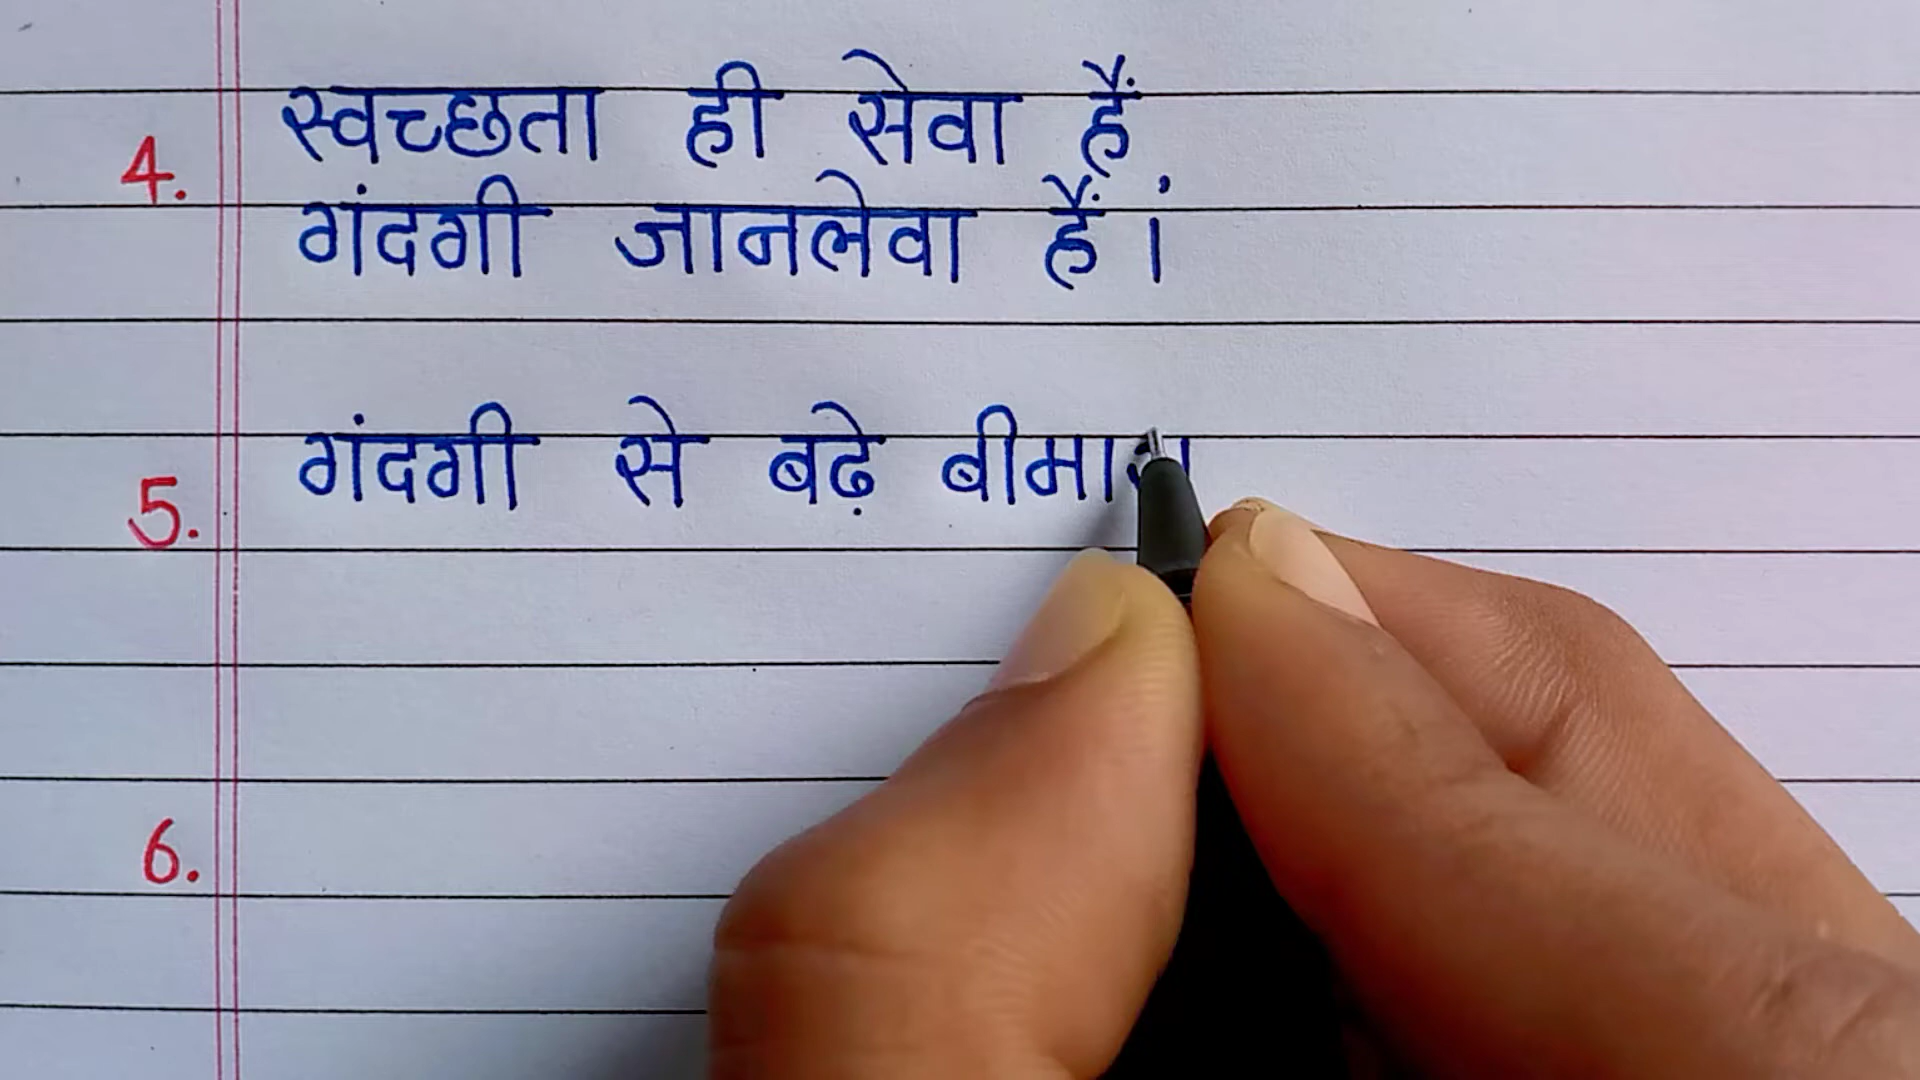 4. स्वच्छता ही सेवा हैं
गंदगी जानलेवा हैं।
5. गंदगी से बढ़े
6.